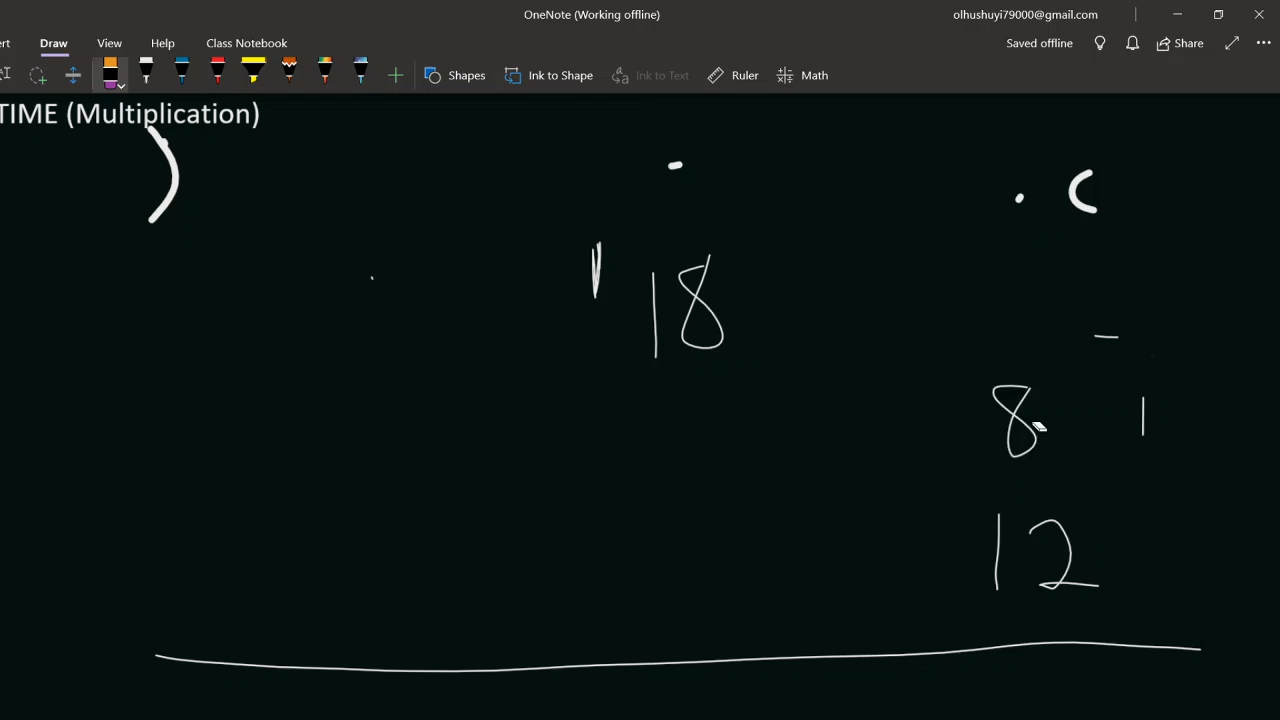 OneNote (Working offline) olhushuyi79000@gmail.com
Draw View Help Class Notebook Saved offline Share
Shapes Ink to Shape Ink to Text Ruler Math
TIME (Multiplication)
18
8 1
12